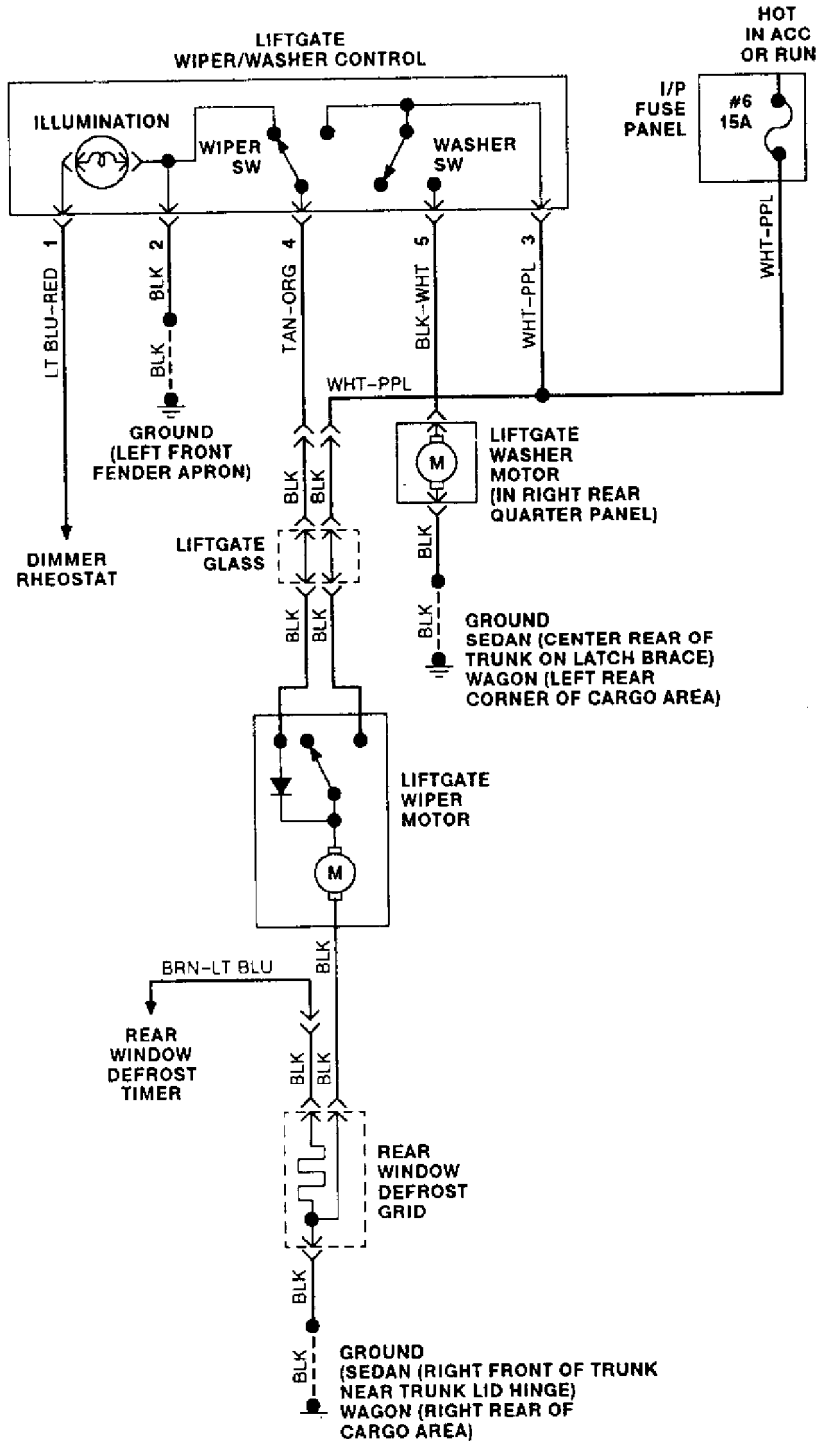 HOT
IN ACC
OR RUN
LIFTGATE
WIPER/WASHER CONTROL
I/P
FUSE
PANEL
#6
15A
ILLUMINATION
WIPER
SW
WASHER
SW
1
2
4
5
3
LT BLU-RED
BLK
TAN-ORG
BLK-WHT
WHT-PPL
WHT-PPL
BLK
WHT-PPL
GROUND
(LEFT FRONT
FENDER APRON)
M
LIFTGATE
WASHER
MOTOR
(IN RIGHT REAR
QUARTER PANEL)
BLK
BLK
BLK
LIFTGATE
GLASS
DIMMER
RHEOSTAT
BLK
BLK
BLK
GROUND
SEDAN (CENTER REAR OF
TRUNK ON LATCH BRACE)
WAGON (LEFT REAR
CORNER OF CARGO AREA)
LIFTGATE
WIPER
MOTOR
M
BLK
BRN-LT BLU
REAR
WINDOW
DEFROST
TIMER
BLK
BLK
REAR
WINDOW
DEFROST
GRID
BLK
BLK
GROUND
(SEDAN (RIGHT FRONT OF TRUNK
NEAR TRUNK LID HINGE)
WAGON (RIGHT REAR OF
CARGO AREA)